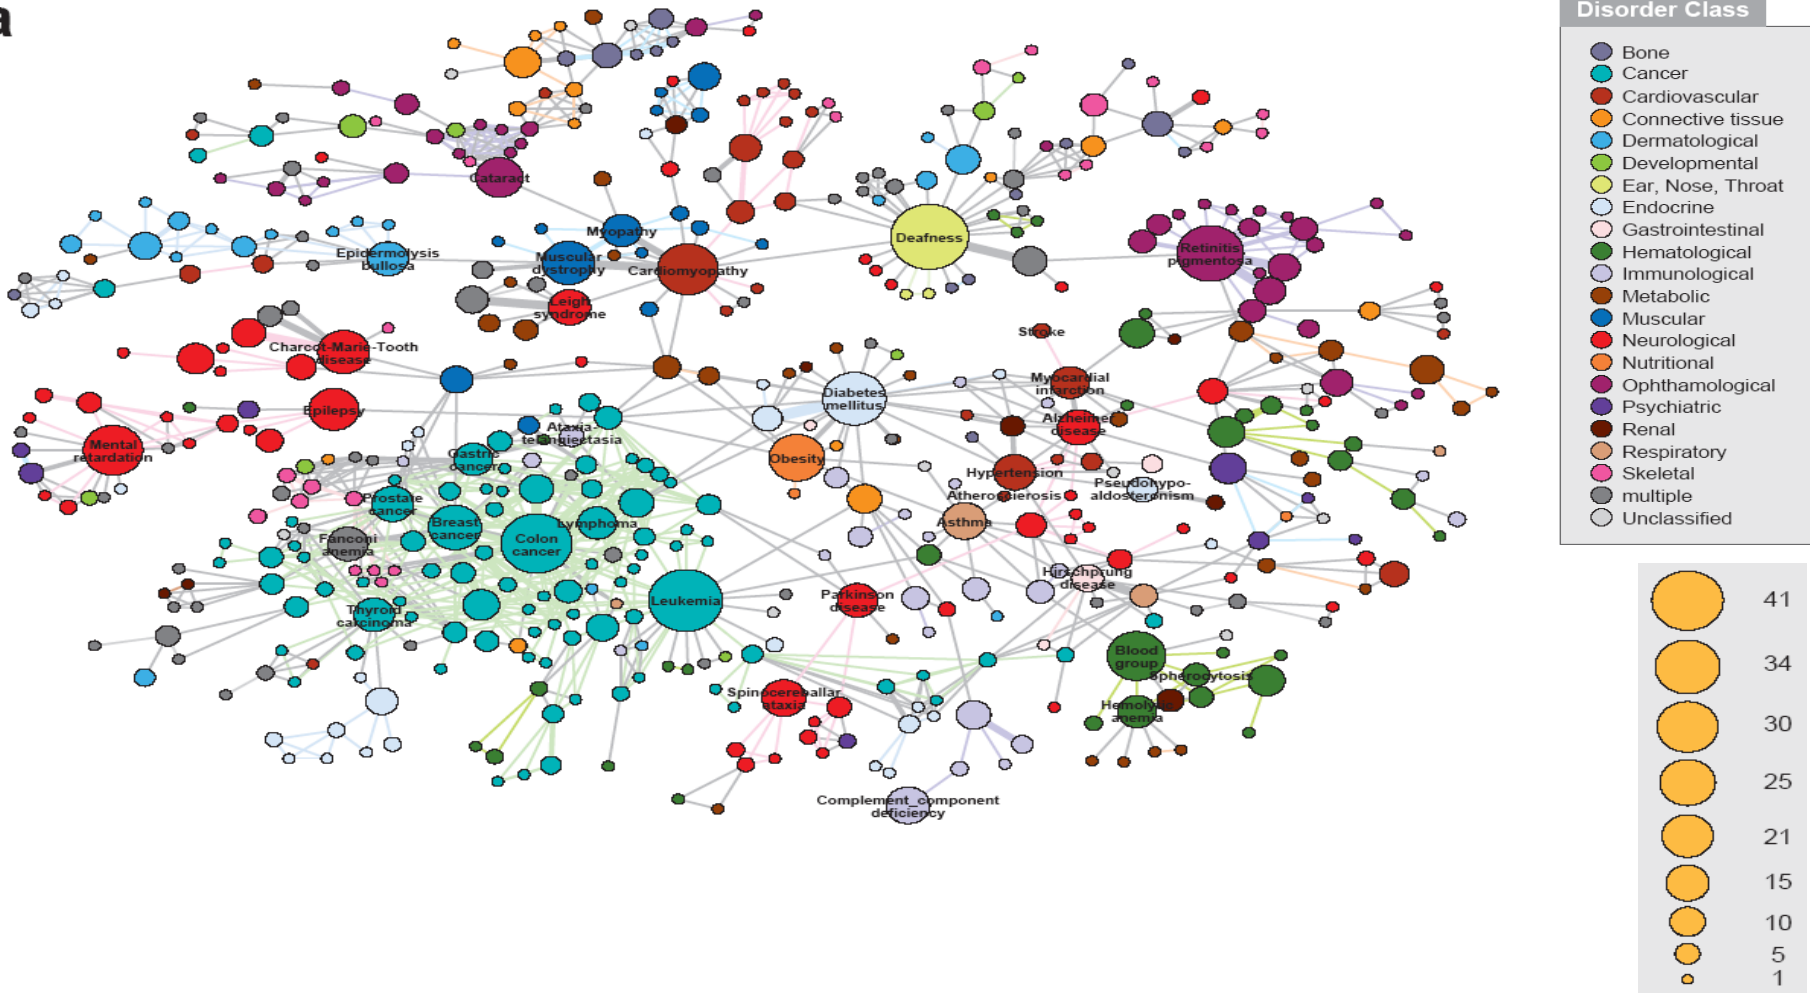 a
Disorder Class
Bone
Cancer
Cardiovascular
Connective tissue
Dermatological
Developmental
Ear, Nose, Throat
Endocrine
Gastrointestinal
Hematological
Immunological
Metabolic
Muscular
Neurological
Nutritional
Ophthamological
Psychiatric
Renal
Respiratory
Skeletal
multiple
Unclassified
41
34
30
25
21
15
10
5
1
Cataract
Myopathy
Muscular
dystrophy
Cardiomyopathy
Epidermolysis
bullosa
Leigh
syndrome
Charcot-Marie-Tooth
disease
Deafness
Retinitis
pigmentosa
Stroke
Myocardial
infarction
Alzheimer
disease
Diabetes
mellitus
Epilepsy
Mental
retardation
Ataxia-
telangiectasia
Gastric
cancer
Obesity
Hypertension
Pseudohypo-
aldosteronism
Atherosclerosis
Asthma
Prostate
cancer
Breast
cancer
Lymphoma
Colon
cancer
Fanconi
anemia
Hirschprung
disease
Parkinson
disease
Leukemia
Thyroid
carcinoma
Blood
group
Spherocytosis
Hemolytic
anemia
Spinocereballar
ataxia
Complement_component
deficiency